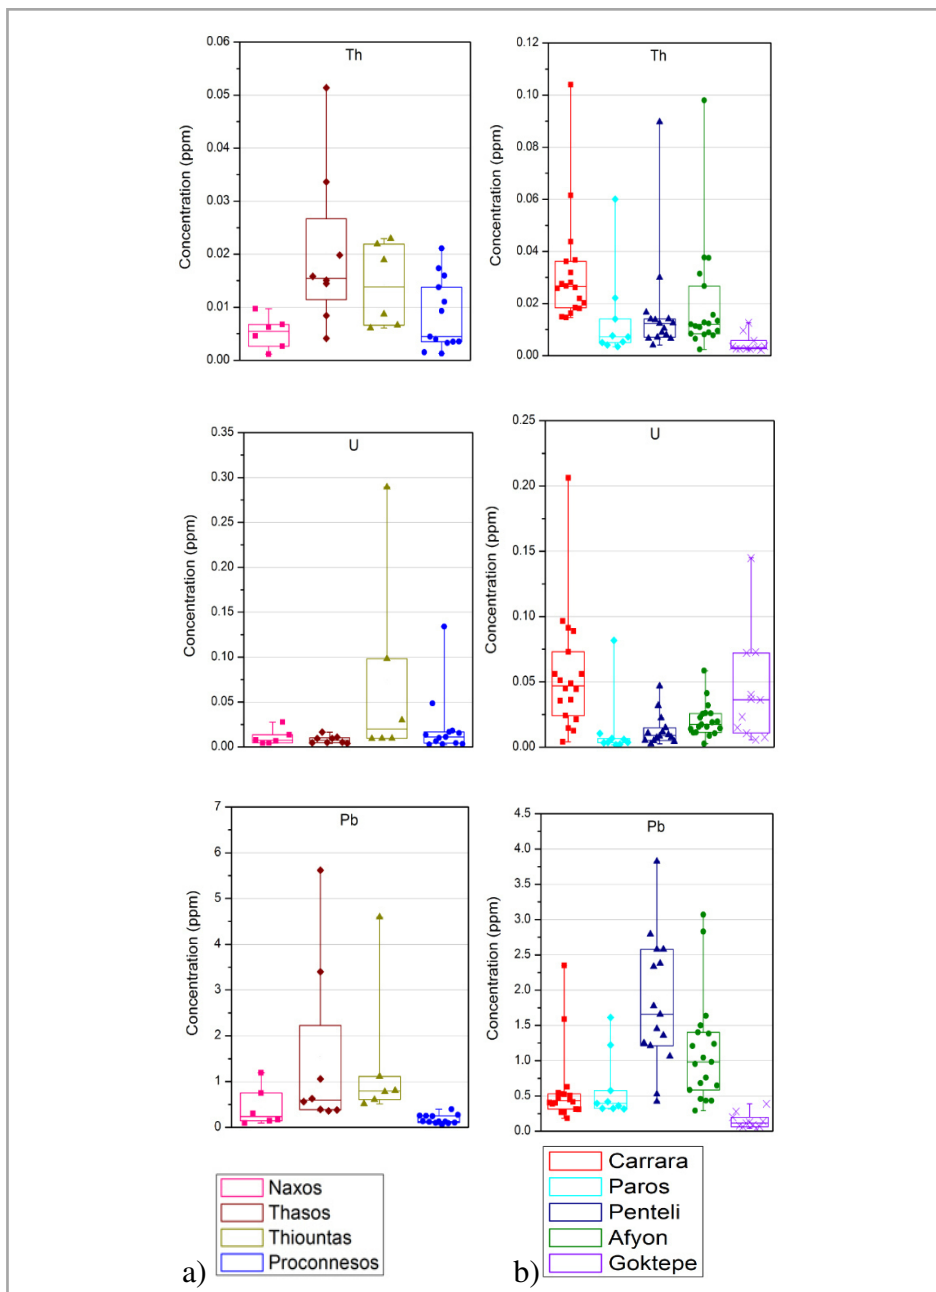 Th
Concentration (ppm)
0.06
0.05
0.04
0.03
0.02
0.01
0.00
Th
Concentration (ppm)
0.12
0.10
0.08
0.06
0.04
0.02
0.00
U
Concentration (ppm)
0.35
0.30
0.25
0.20
0.15
0.10
0.05
0.00
U
Concentration (ppm)
0.25
0.20
0.15
0.10
0.05
0.00
Pb
Concentration (ppm)
7
6
5
4
3
2
1
0
Pb
Concentration (ppm)
4.5
4.0
3.5
3.0
2.5
2.0
1.5
1.0
0.5
0.0
a)
Naxos
Thasos
Thiountas
Proconnesos
b)
Carrara
Paros
Penteli
Afyon
Goktepe